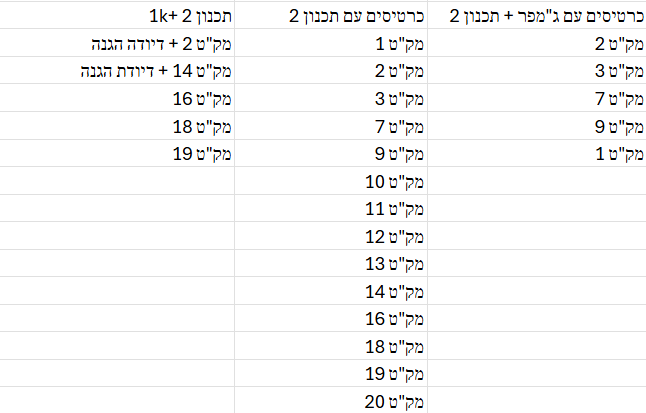 כרטיסים עם ג"מפר + תכנון 2 כרטיסים עם תכנון 2 תכנון 2 +1k
מק"ט 2 מק"ט 1 מק"ט 2 + דיודה הגנה
מק"ט 3 מק"ט 2 מק"ט 14 + דיודת הגנה
מק"ט 7 מק"ט 3 מק"ט 16
מק"ט 9 מק"ט 7 מק"ט 18
מק"ט 1 מק"ט 9 מק"ט 19
מק"ט 10
מק"ט 11
מק"ט 12
מק"ט 13
מק"ט 14
מק"ט 16
מק"ט 18
מק"ט 19
מק"ט 20